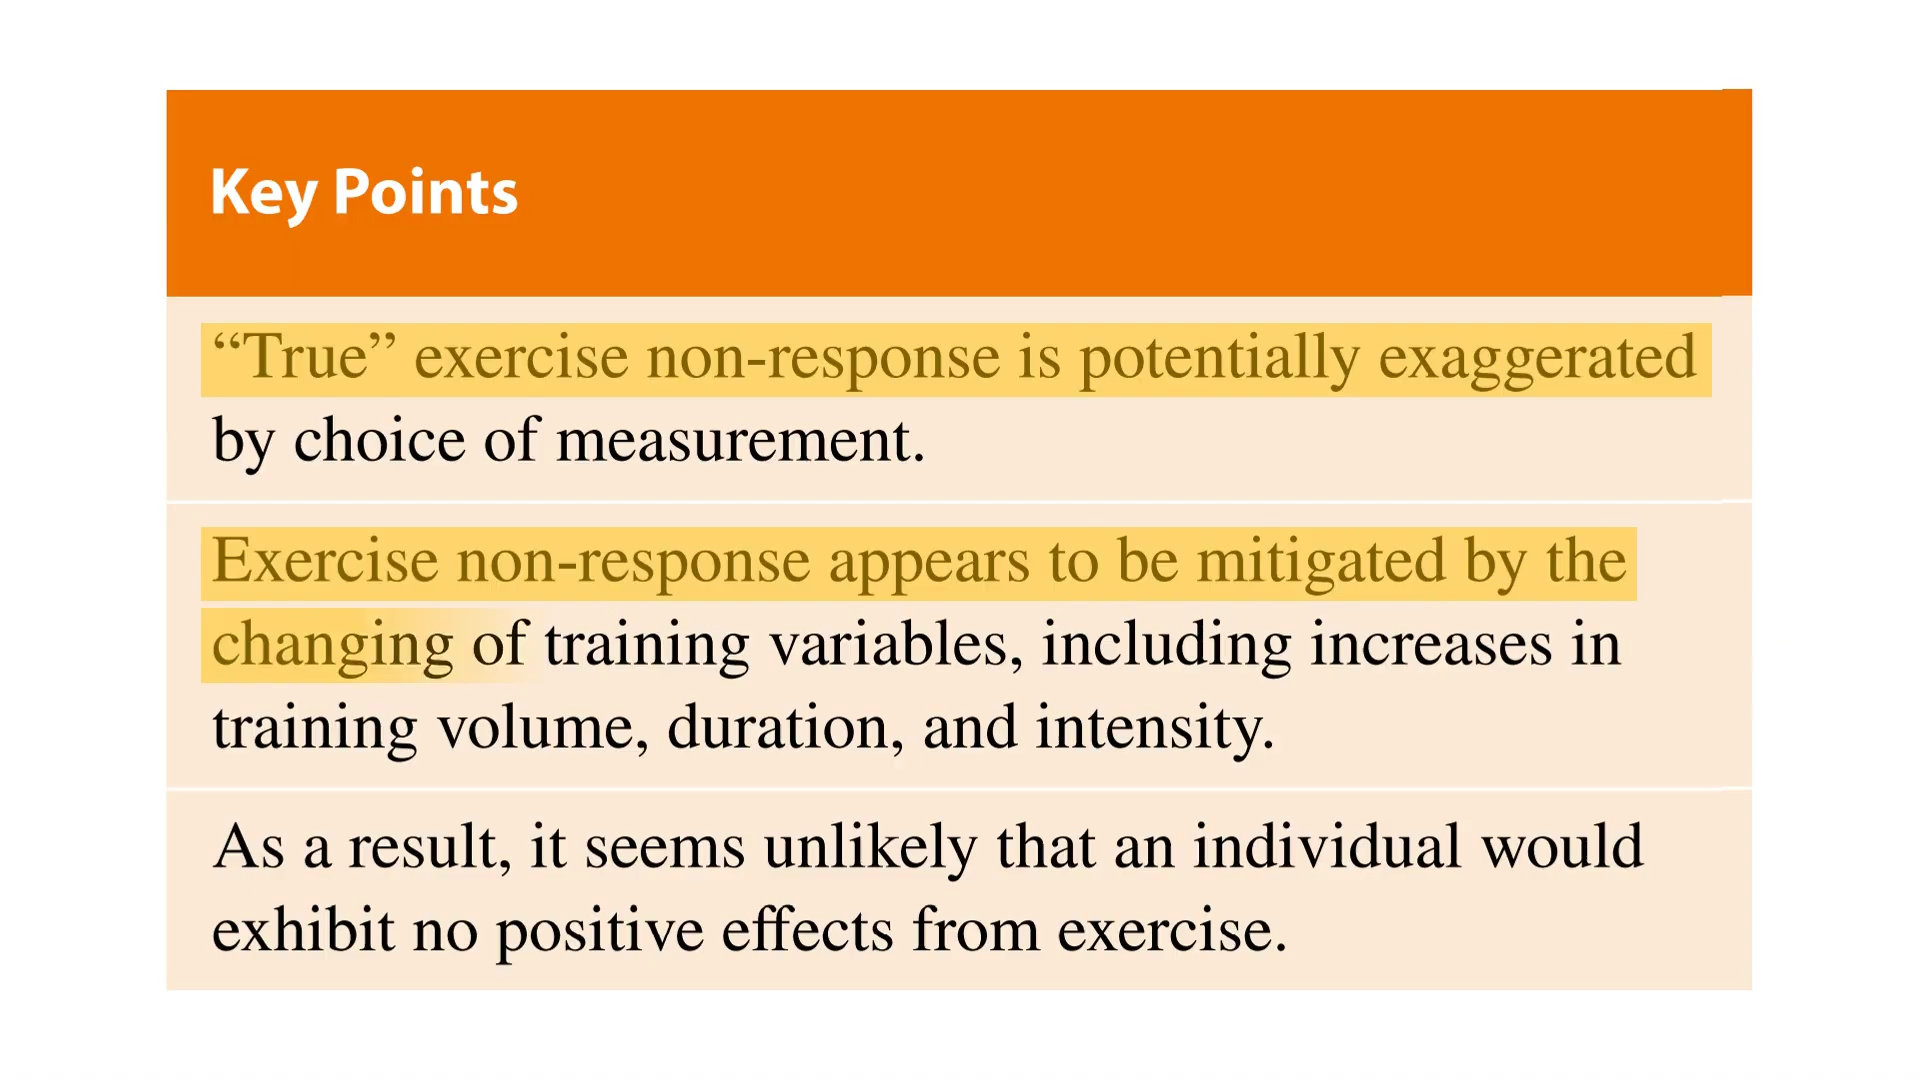 Key Points
“True” exercise non-response is potentially exaggerated
by choice of measurement.
Exercise non-response appears to be mitigated by the
changing of training variables, including increases in
training volume, duration, and intensity.
As a result, it seems unlikely that an individual would
exhibit no positive effects from exercise.